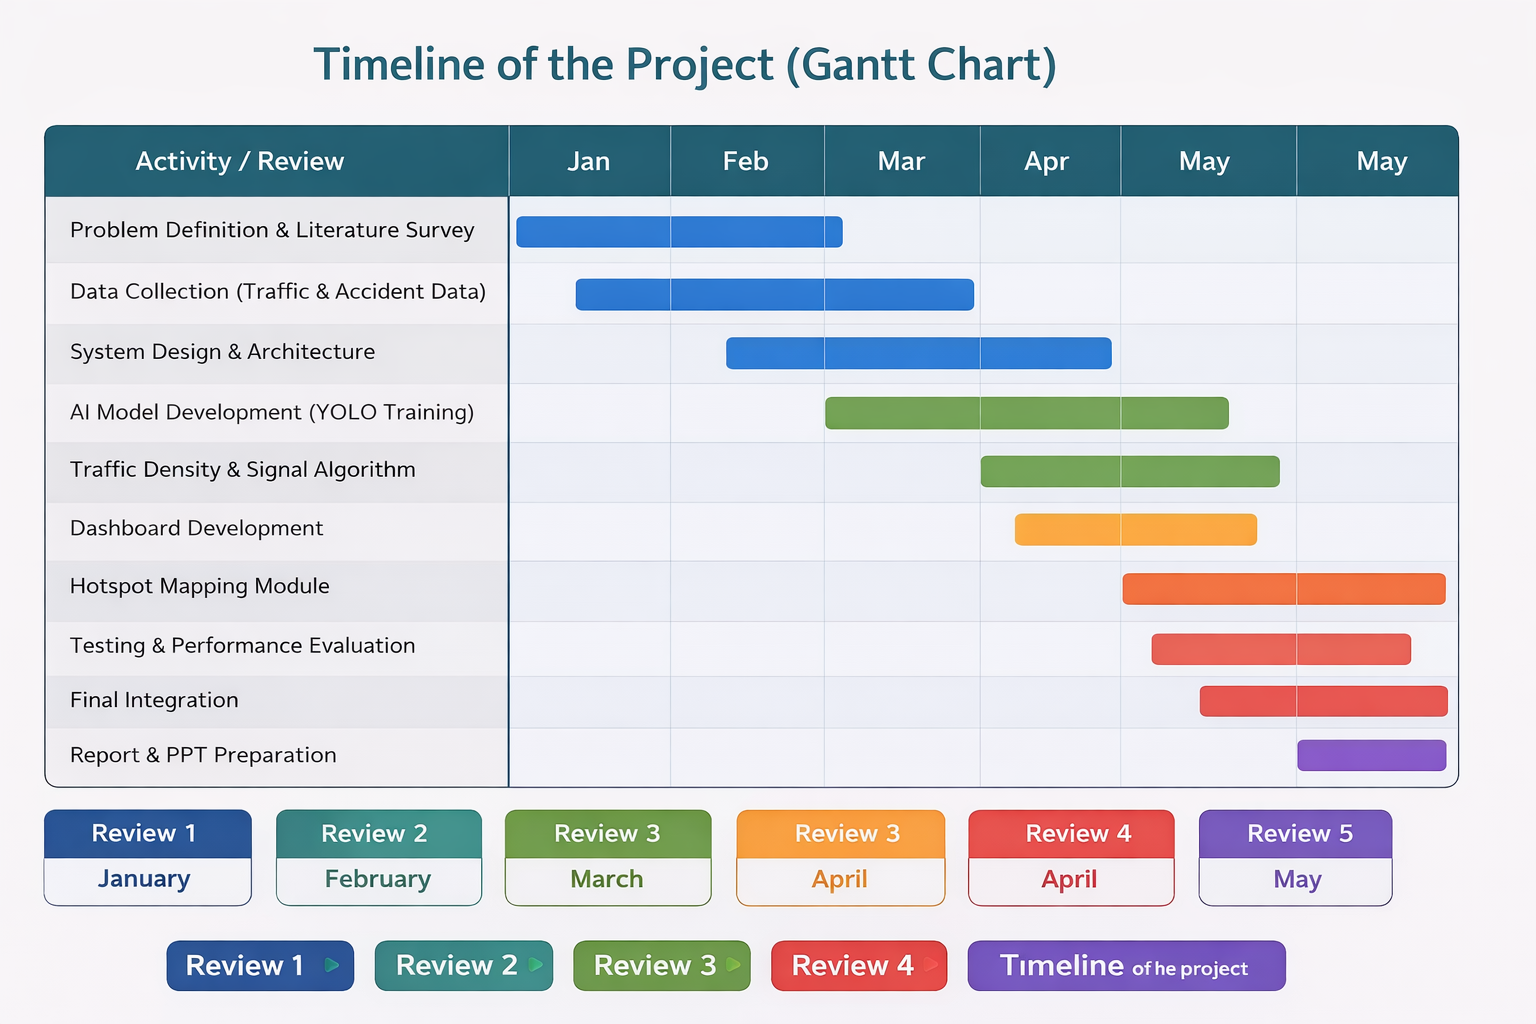 Timeline of the Project (Gantt Chart)
Activity / Review Jan Feb Mar Apr May May
Problem Definition & Literature Survey
Data Collection (Traffic & Accident Data)
System Design & Architecture
AI Model Development (YOLO Training)
Traffic Density & Signal Algorithm
Dashboard Development
Hotspot Mapping Module
Testing & Performance Evaluation
Final Integration
Report & PPT Preparation
Review 1 Review 2 Review 3 Review 3 Review 4 Review 5
January February March April April May
Review 1 Review 2 Review 3 Review 4 Tımeline of he project